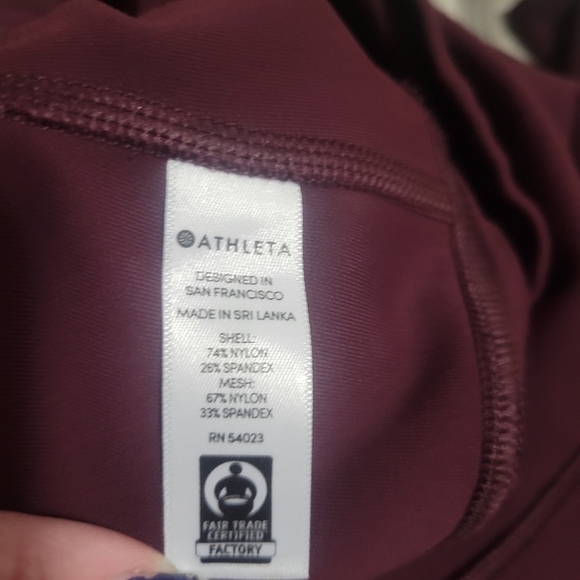 ATHLETA
DESIGNED IN
SAN FRANCISCO
MADE IN SRI LANKA
SHELL:
74% NYLON
26% SPANDEX
MESH:
67% NYLON
33% SPANDEX
RN 54023
FAIR TRADE
CERTIFIED
FACTORY